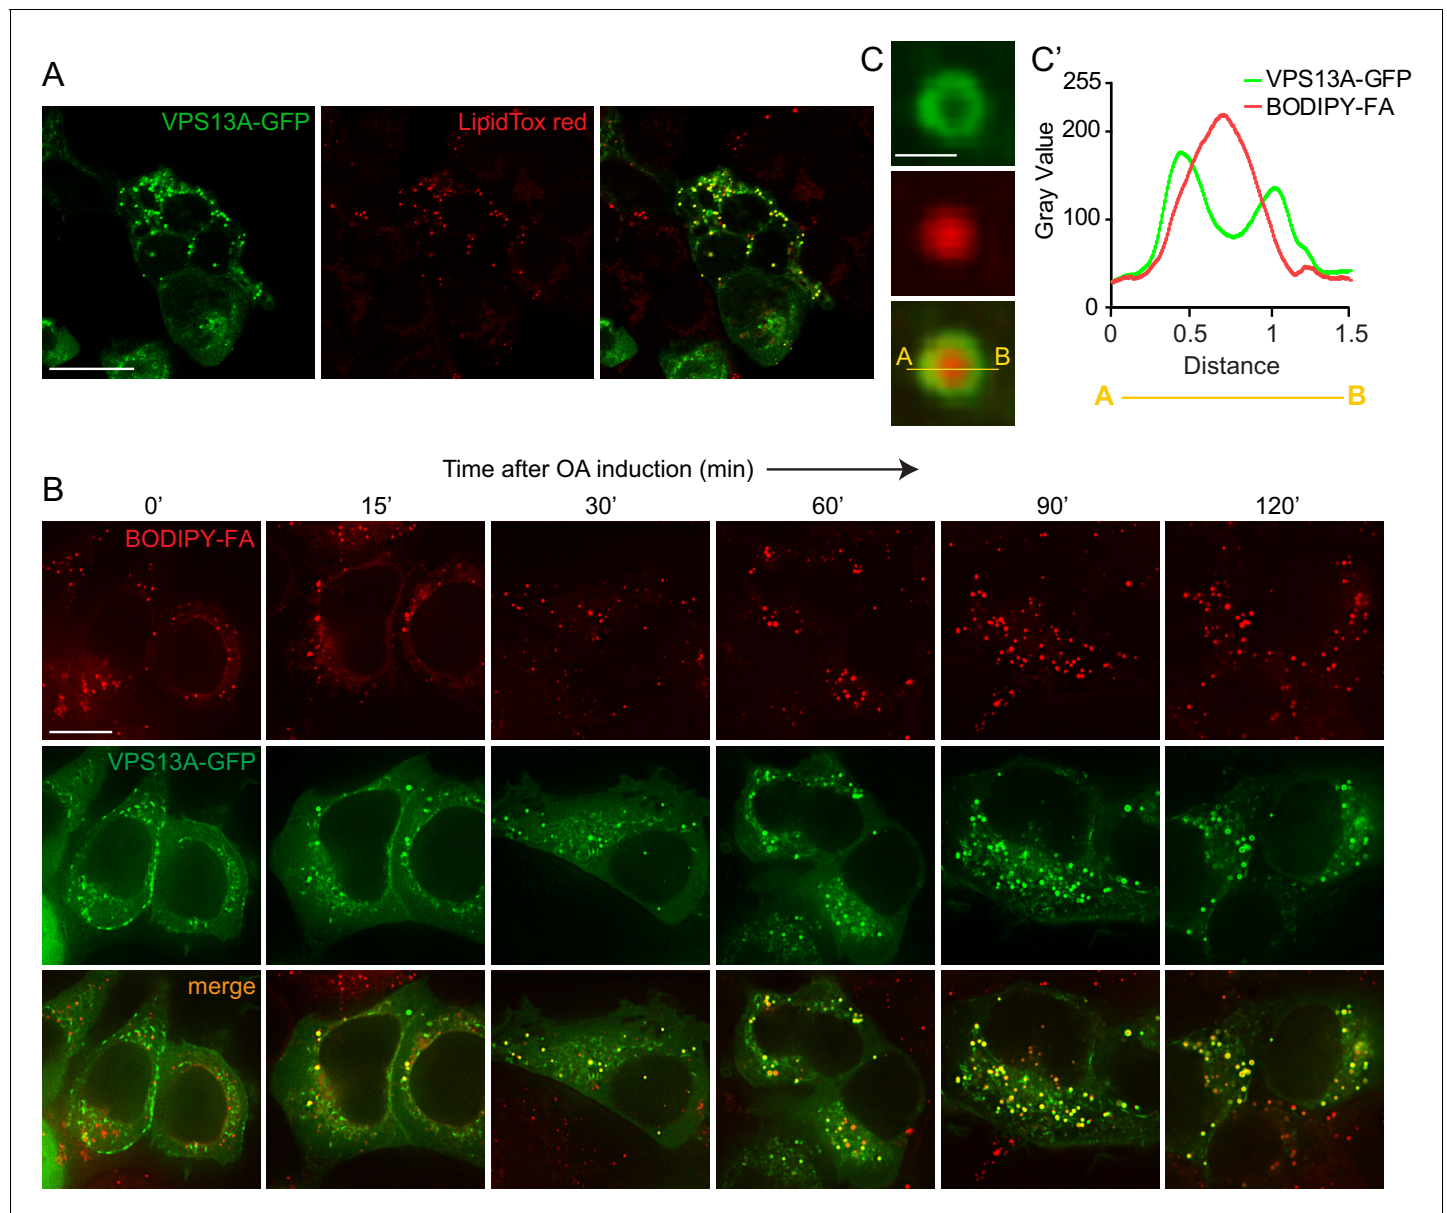 A
VPS13A-GFP
LipidTox red
C
A B
C’
VPS13A-GFP
BODIPY-FA
255
200
100
0
Gray Value
0 0.5 1 1.5
Distance
A B
Time after OA induction (min)
B
0’ 15’ 30’ 60’ 90’ 120’
BODIPY-FA
VPS13A-GFP
merge